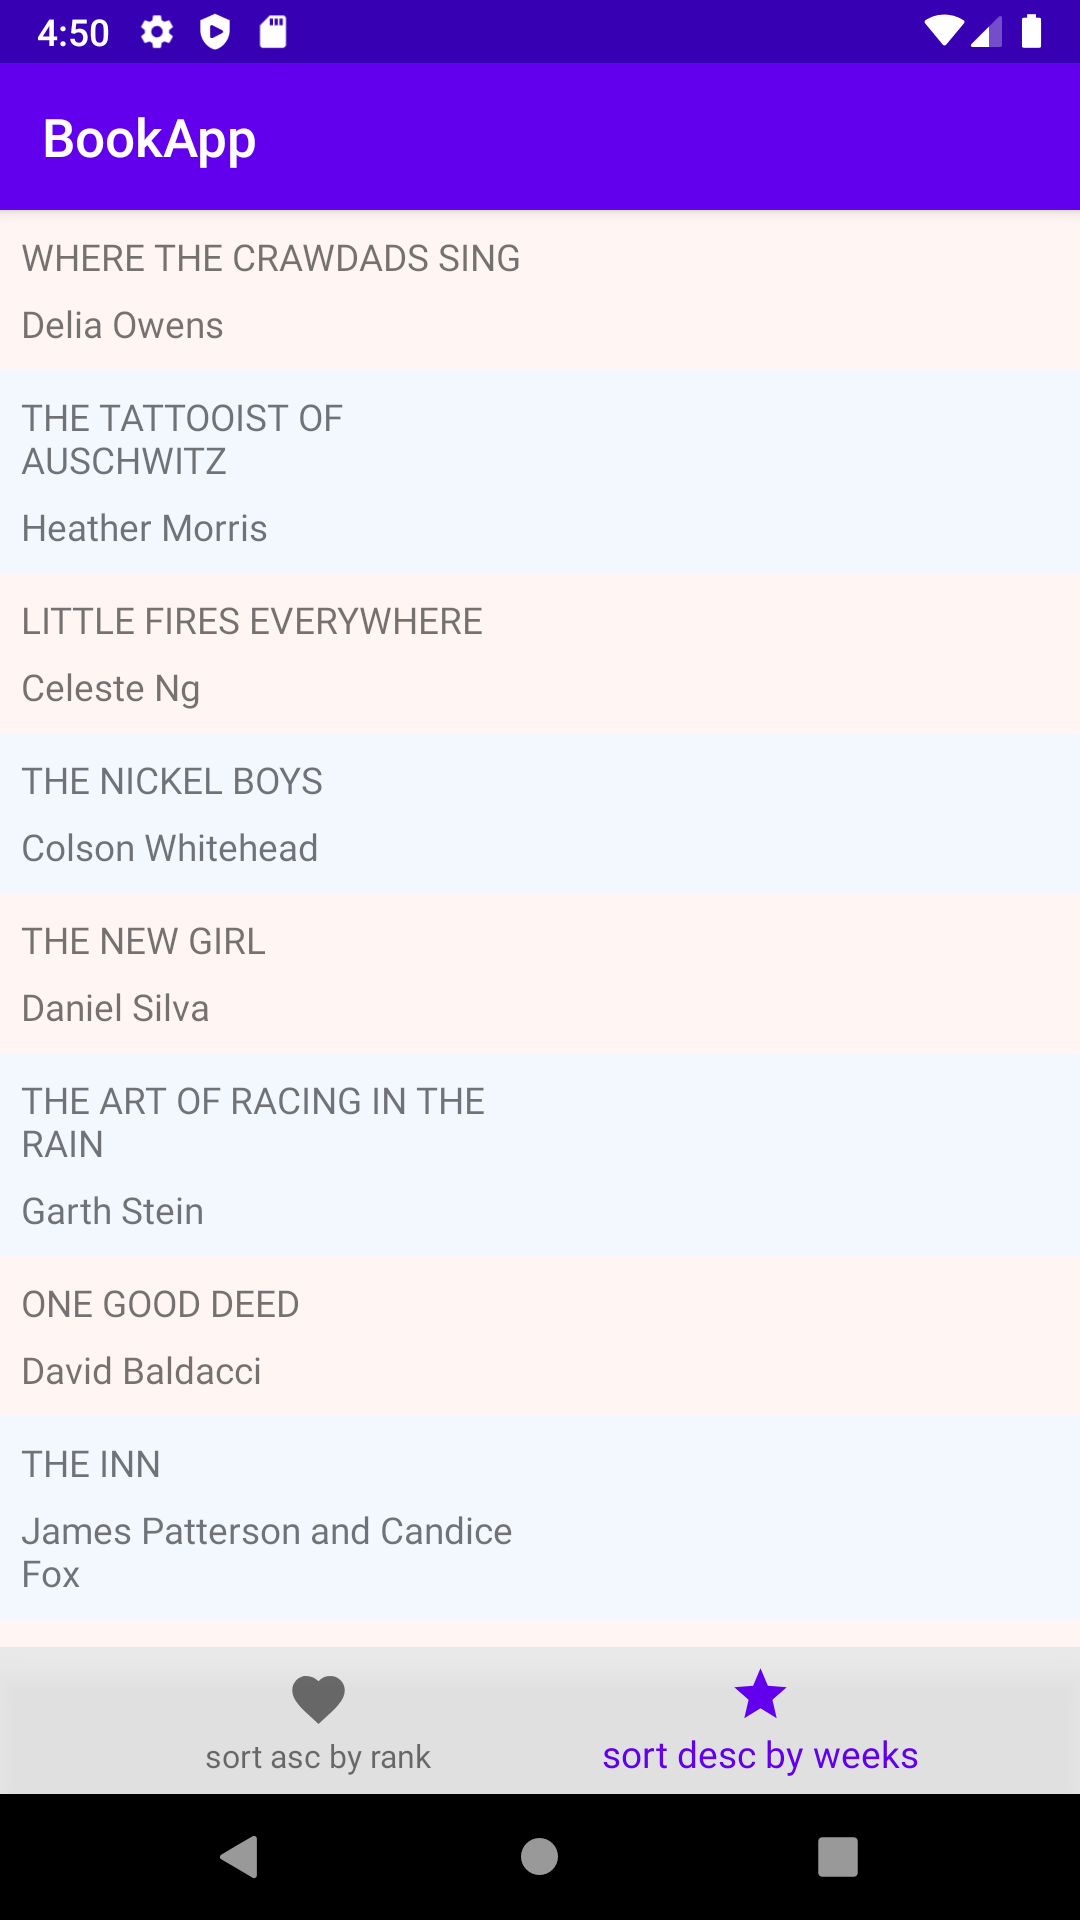 4:50
BookApp
WHERE THE CRAWDADS SING
Delia Owens
THE TATTOOIST OF
AUSCHWITZ
Heather Morris
LITTLE FIRES EVERYWHERE
Celeste Ng
THE NICKEL BOYS
Colson Whitehead
THE NEW GIRL
Daniel Silva
THE ART OF RACING IN THE
RAIN
Garth Stein
ONE GOOD DEED
David Baldacci
THE INN
James Patterson and Candice
Fox
sort asc by rank
sort desc by weeks